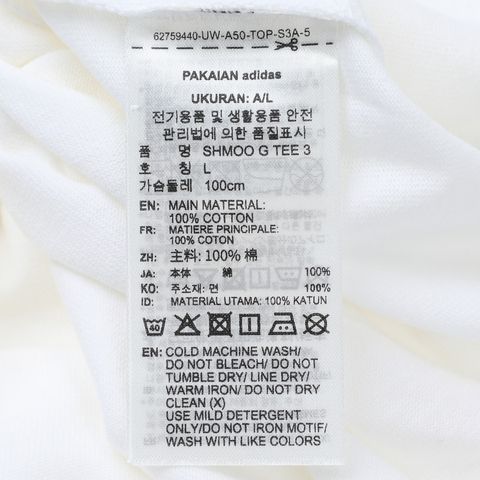 62759440-UW-A50-TOP-S3A-5
PAKAIAN adidas
UKURAN: A/L
전기용품 및 생활용품 안전
관리법에 의한 품질표시
품 명 SHMOO G TEE 3
호 칭 L
가슴둘레 100cm
EN: MAIN MATERIAL:
100% COTTON
FR: MATIERE PRINCIPALE:
100% COTON
ZH: 主料: 100% 棉
JA: 本体 綿 100%
KO: 주소재: 면 100%
ID: MATERIAL UTAMA: 100% KATUN
40
EN: COLD MACHINE WASH/
DO NOT BLEACH/ DO NOT
TUMBLE DRY/ LINE DRY/
WARM IRON/ DO NOT DRY
CLEAN (X)
USE MILD DETERGENT
ONLY/DO NOT IRON MOTIF/
WASH WITH LIKE COLORS